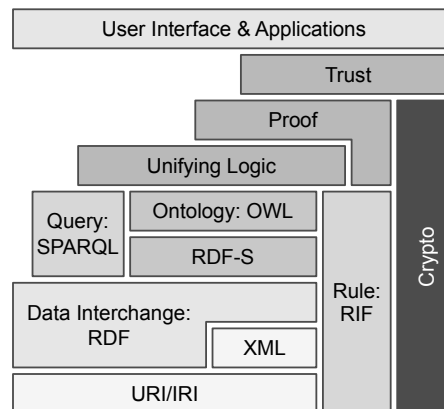 User Interface & Applications
Trust
Proof
Unifying Logic
Query:
SPARQL
Ontology: OWL
RDF-S
Rule:
RIF
Crypto
Data Interchange:
RDF
XML
URI/IRI